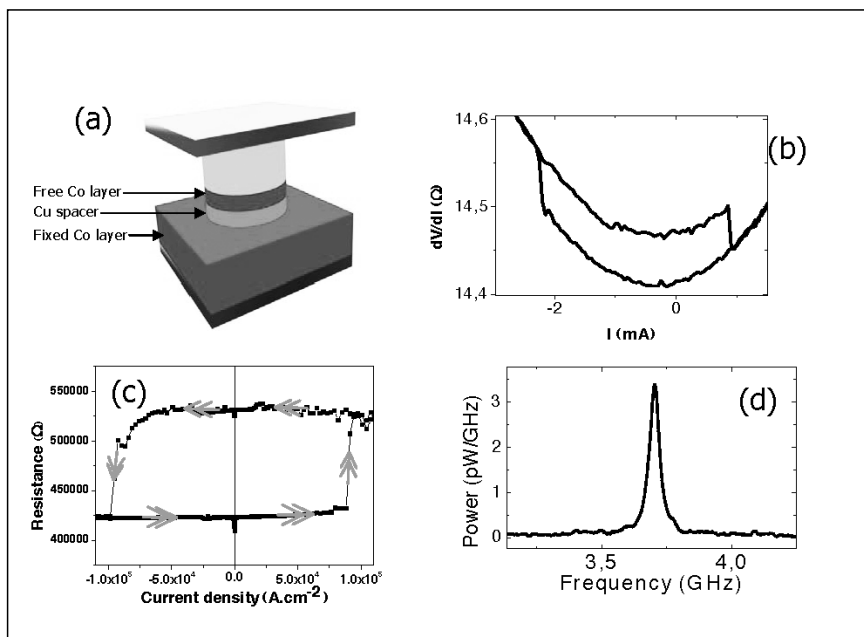 (a)
Free Co layer
Cu spacer
Fixed Co layer
(b)
14,6
14,5
14,4
dV/dI (Ω)
-2
0
I (mA)
(c)
550000
500000
450000
400000
Resistance (Ω)
-1.0x10⁵
-5.0x10⁴
0.0
5.0x10⁴
1.0x10⁵
Current density (A.cm⁻²)
(d)
3
2
1
0
Power (pW/GHz)
3,5
4,0
Frequency (GHz)